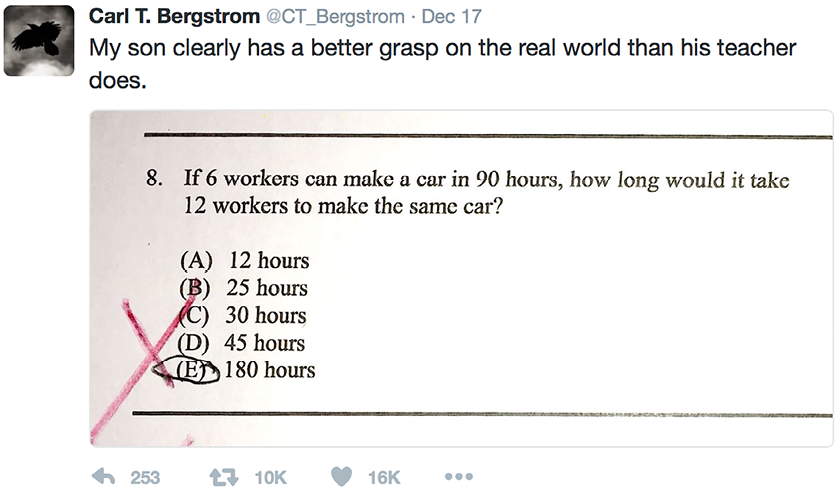 Carl T. Bergstrom @CT_Bergstrom · Dec 17
My son clearly has a better grasp on the real world than his teacher
does.
8. If 6 workers can make a car in 90 hours, how long would it take
12 workers to make the same car?
(A) 12 hours
(B) 25 hours
(C) 30 hours
(D) 45 hours
(E) 180 hours
253 10K 16K